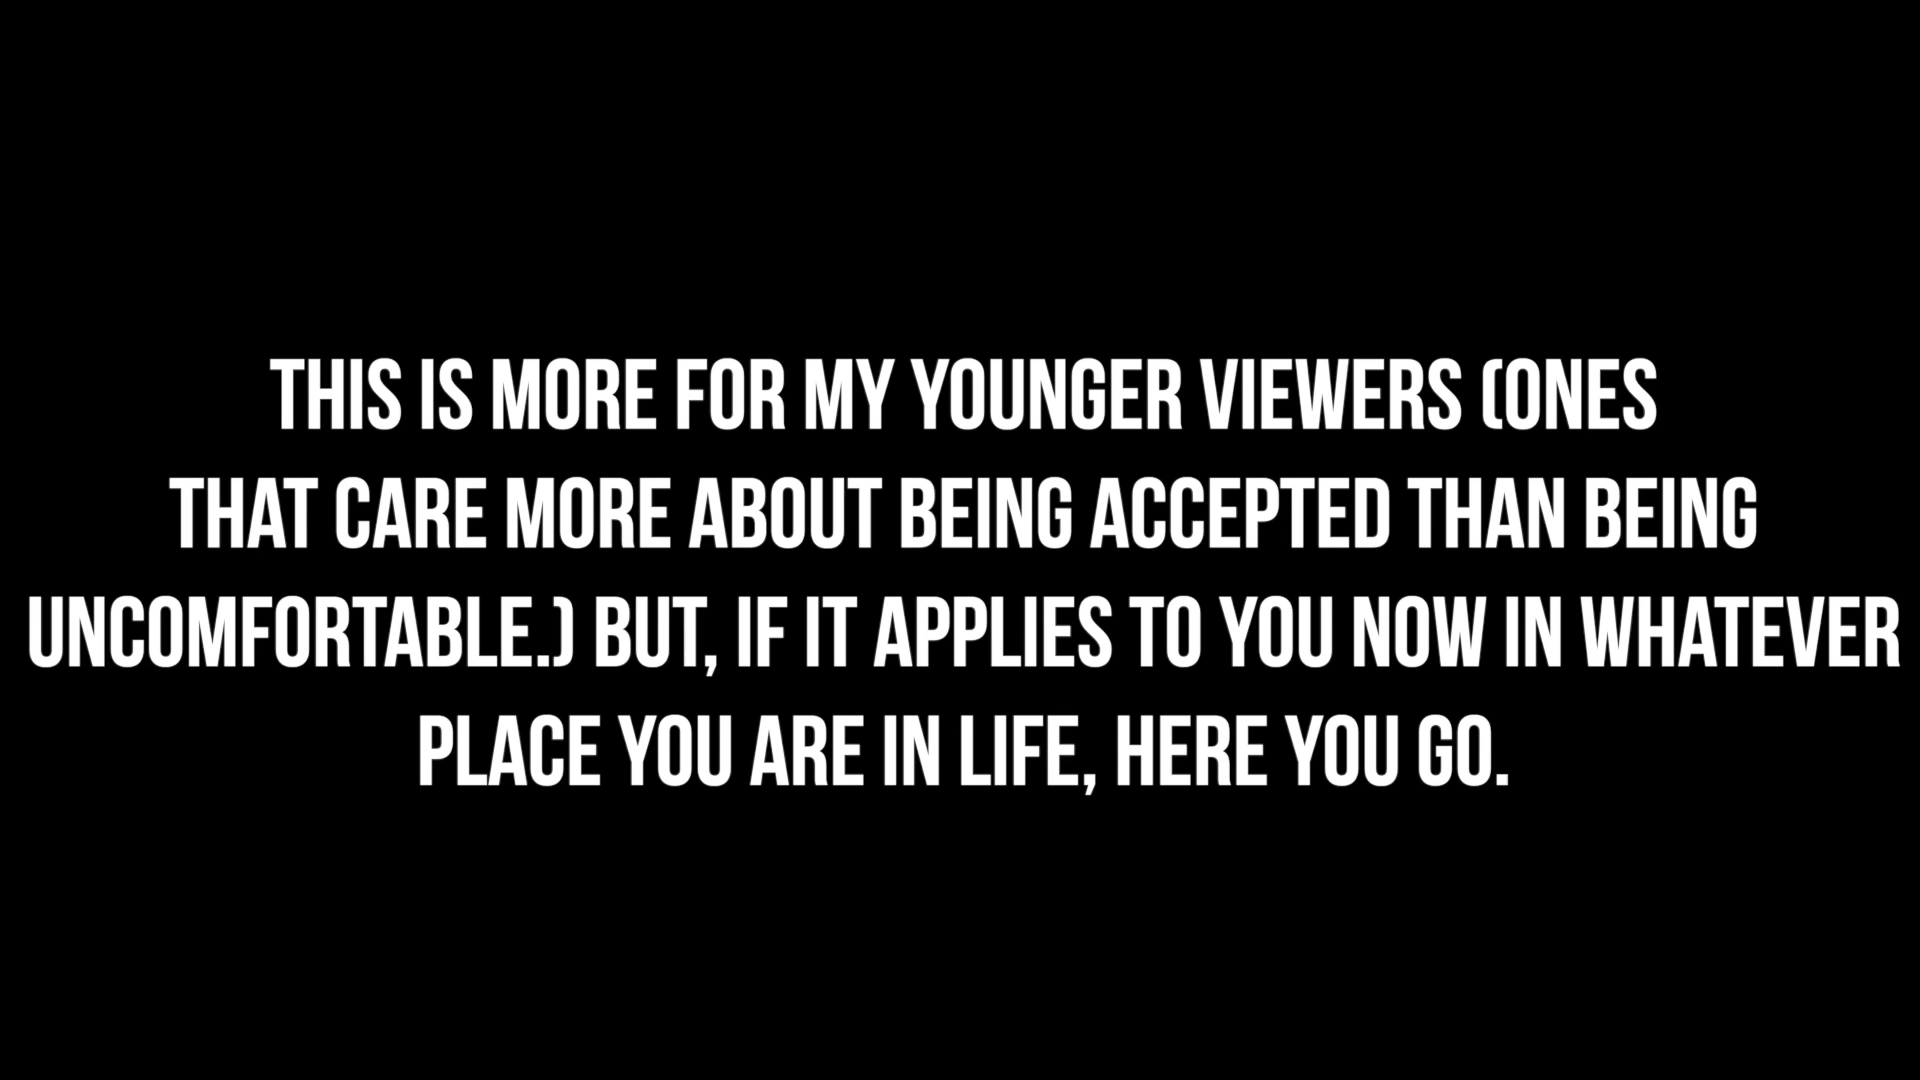 THIS IS MORE FOR MY YOUNGER VIEWERS (ONES
THAT CARE MORE ABOUT BEING ACCEPTED THAN BEING
UNCOMFORTABLE.) BUT, IF IT APPLIES TO YOU NOW IN WHATEVER
PLACE YOU ARE IN LIFE, HERE YOU GO.